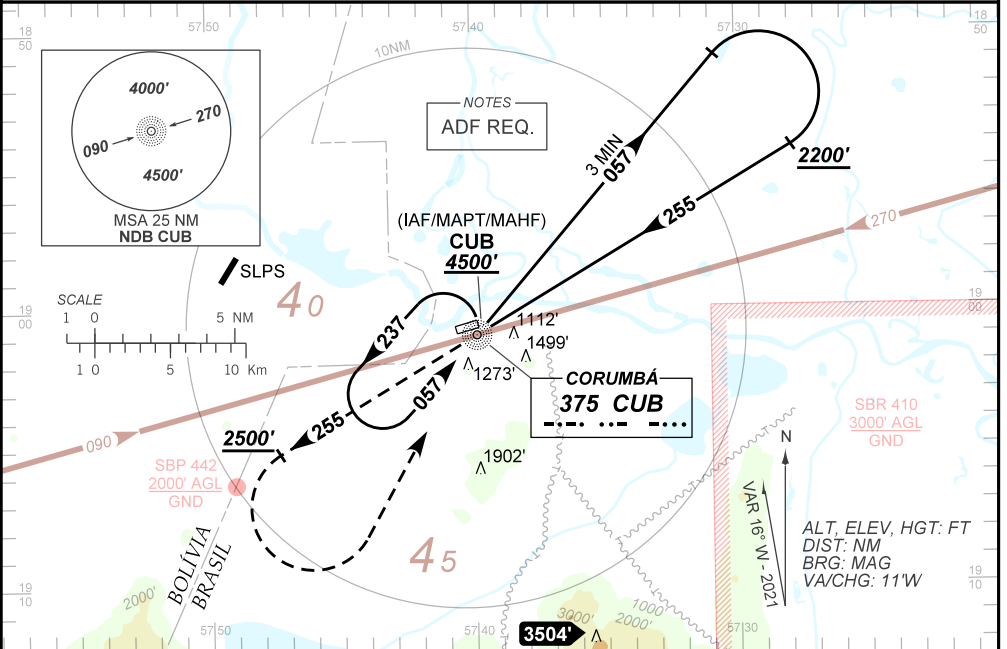 57 50
57 40
57 30
18
50
18
50
10NM
4000'
090
270
4500'
MSA 25 NM
NDB CUB
NOTES
ADF REQ.
3 MIN
057
2200'
255
270
(IAF/MAPT/MAHF)
CUB
4500'
SLPS
SCALE
1 0 5 NM
1 0 5 10 Km
40
19
00
19
00
237
1112'
1499'
1273'
057
CORUMBÁ
375 CUB
255
2500'
090
SBP 442
2000' AGL
GND
1902'
SBR 410
3000' AGL
GND
N
VAR 16° W - 2021
ALT, ELEV, HGT: FT
DIST: NM
BRG: MAG
VA/CHG: 11'W
45
BOLÍVIA
BRASIL
19
10
19
10
2000'
3000'
2000'
1000'
3504'
57 50
57 40
57 30